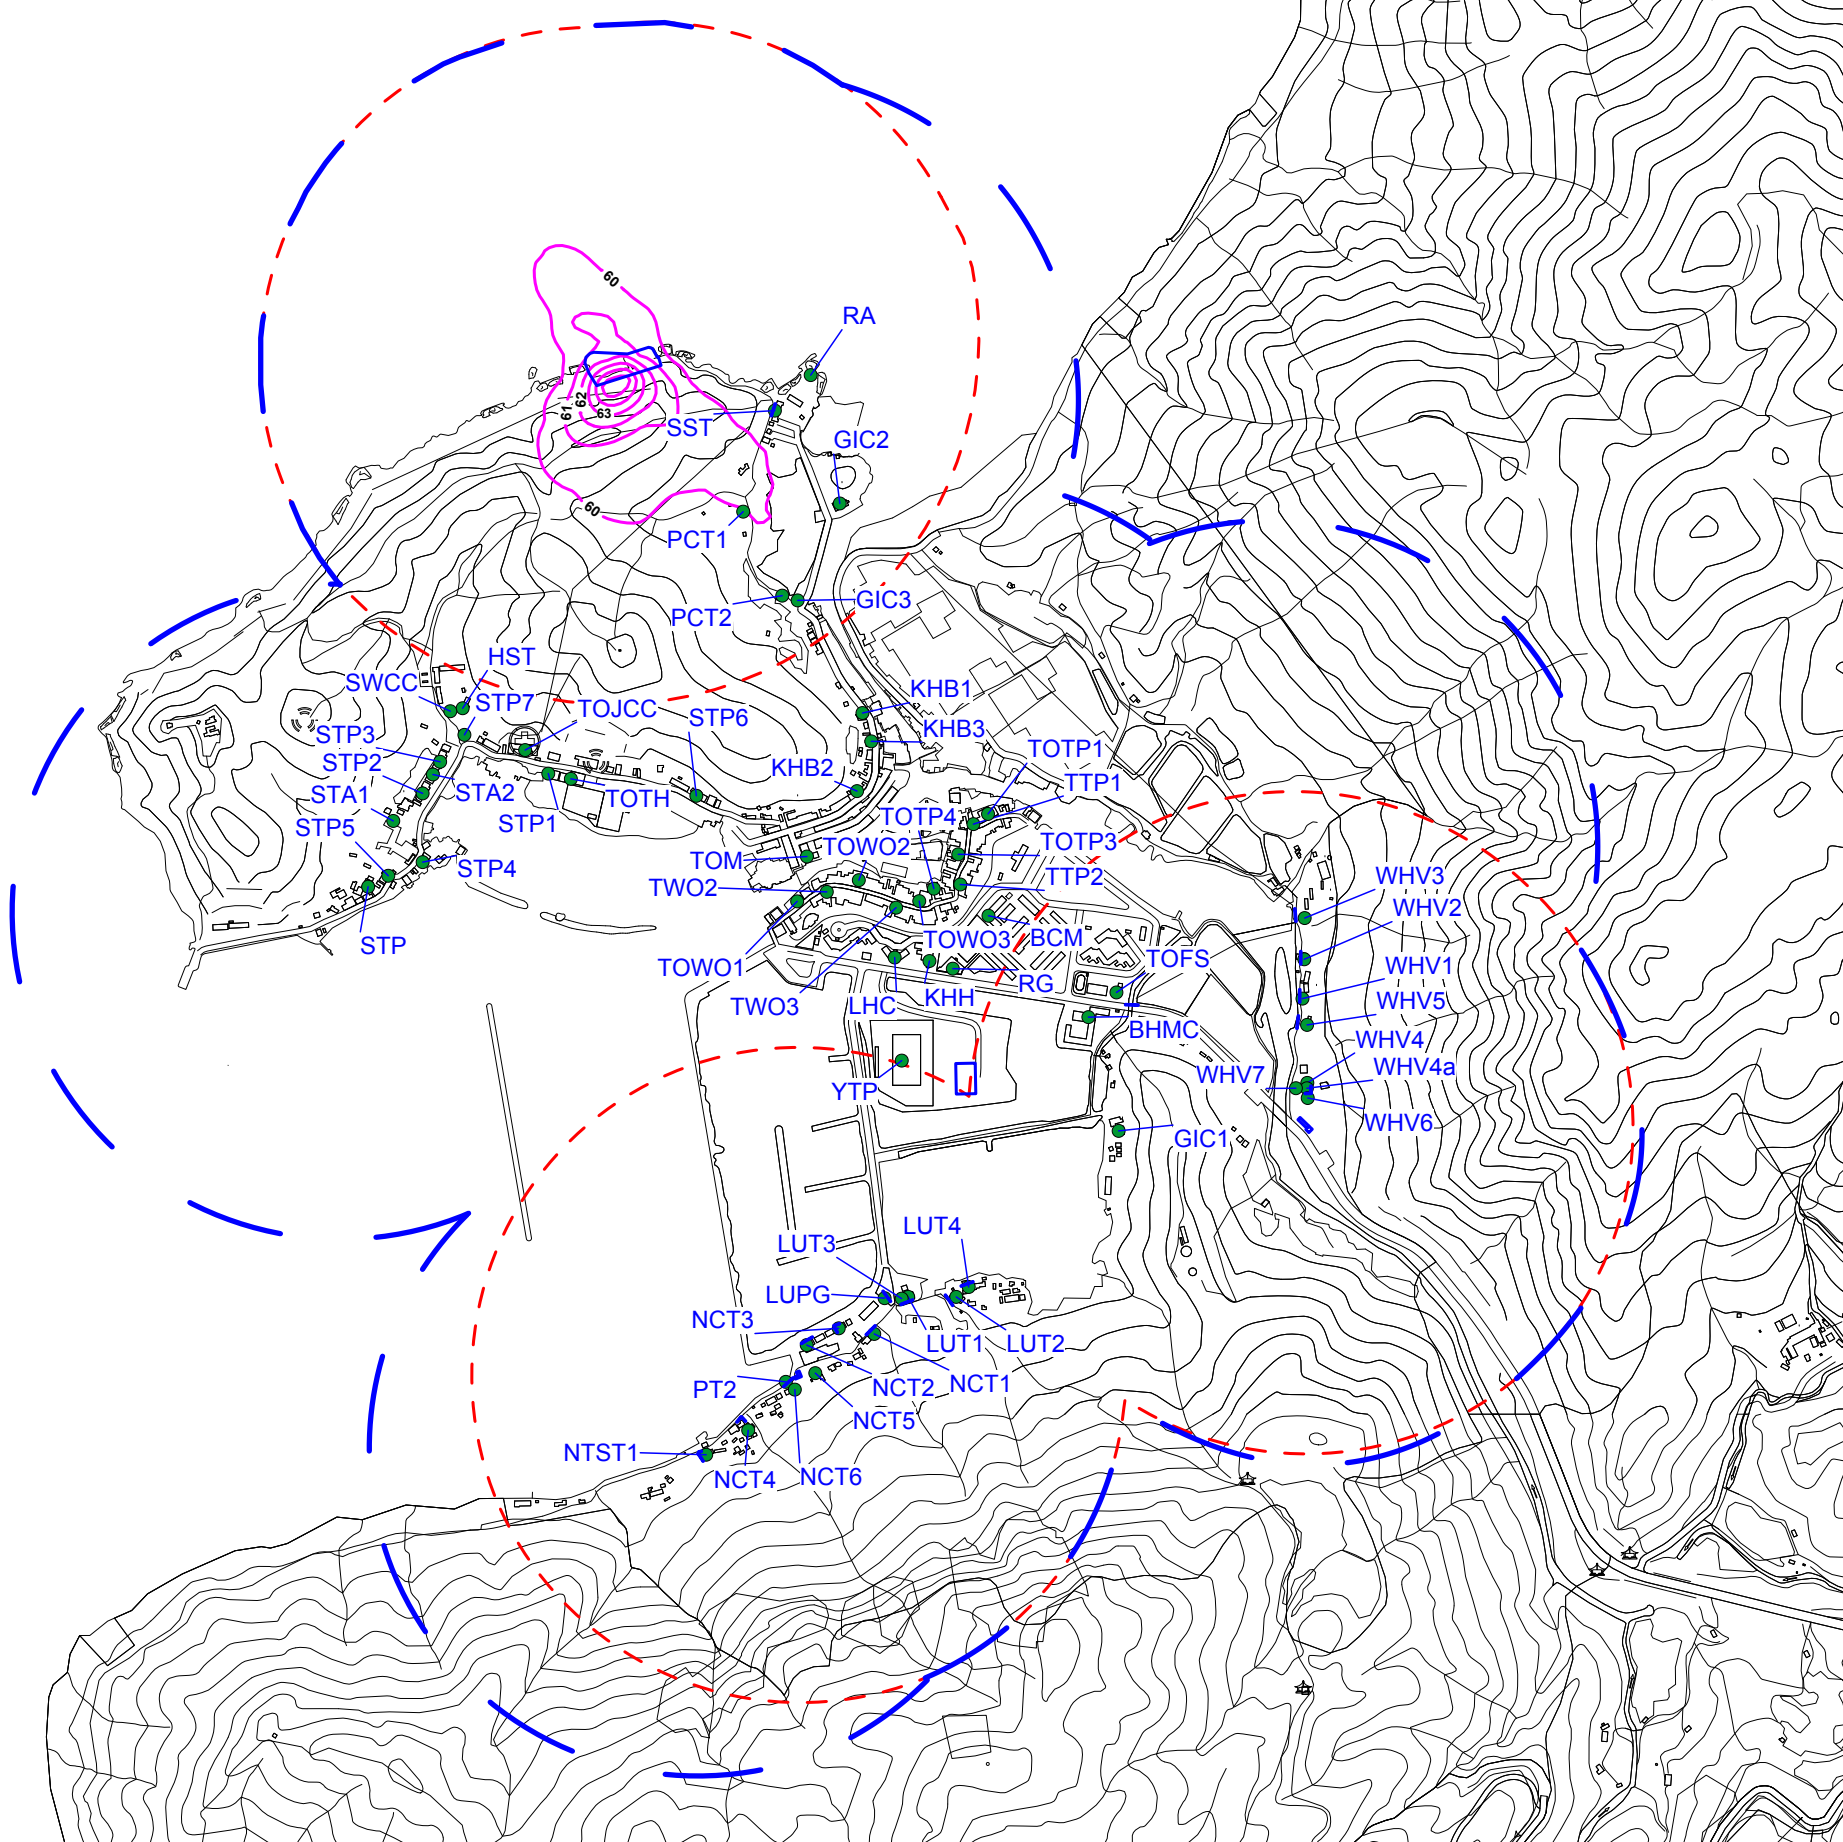 60
RA
61
62
63
SST
GIC2
60
PCT1
PCT2
GIC3
HST
SWCC
STP7
TOJCC
STP6
KHB1
KHB3
STP3
STP2
STA1
STA2
TOTH
STP1
KHB2
TOTP1
TTP1
STP5
TOTP4
TOTP3
TOM
TOWO2
STP4
TWO2
TTP2
WHV3
WHV2
STP
TOWO3
BCM
TOFS
TOWO1
WHV1
TWO3
LHC
KHH
RG
WHV5
BHMC
WHV4
WHV4a
WHV7
YTP
WHV6
GIC1
LUT4
LUT3
LUPG
NCT3
LUT1
LUT2
PT2
NCT2
NCT1
NCT5
NTST1
NCT4
NCT6